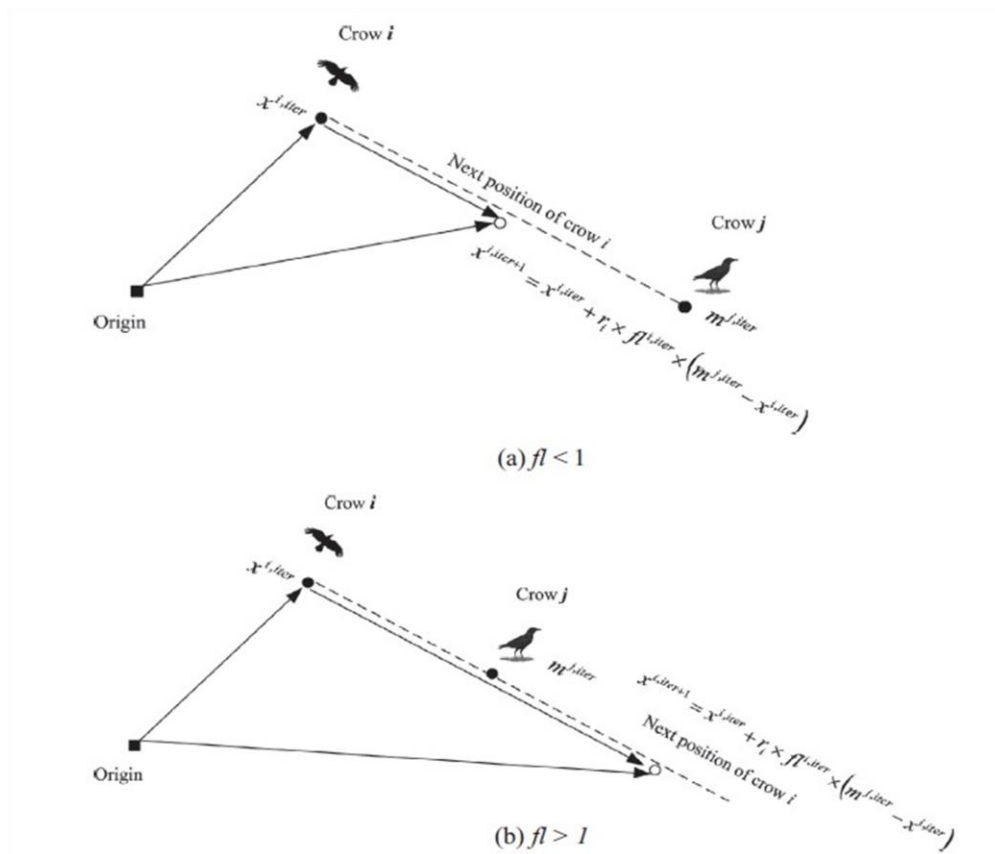 Crow i
x^{i,iter}
Next position of crow i
Crow j
m^{j,iter}
x^{i,iter+1} = x^{i,iter} + r_i × fl^{i,iter} × (m^{j,iter} − x^{i,iter})
Origin
(a) fl < 1
Crow i
x^{i,iter}
Crow j
m^{j,iter}
x^{i,iter+1} = x^{i,iter} + r_i × fl^{i,iter} × (m^{j,iter} − x^{i,iter})
Next position of crow i
Origin
(b) fl > 1